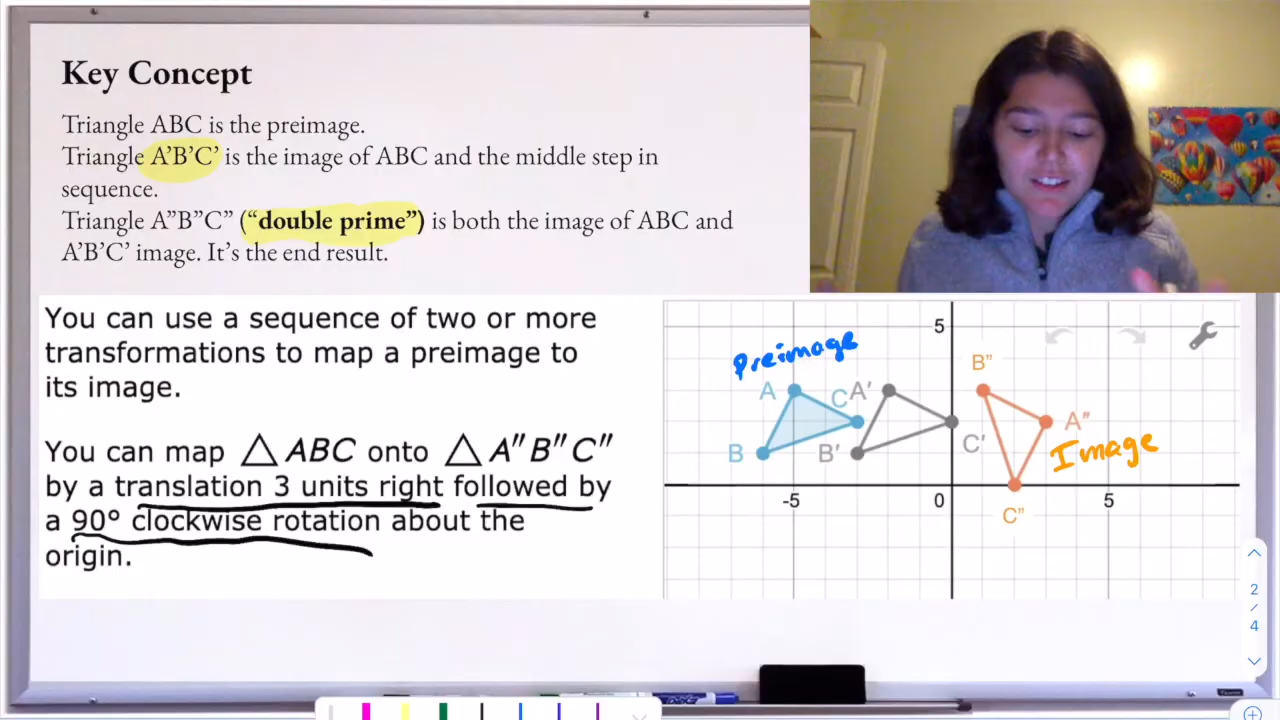 Key Concept
Triangle ABC is the preimage.
Triangle A’B’C’ is the image of ABC and the middle step in
sequence.
Triangle A”B”C” (“double prime”) is both the image of ABC and
A’B’C’ image. It’s the end result.
You can use a sequence of two or more
transformations to map a preimage to
its image.
You can map △ ABC onto △ A″B″C″
by a translation 3 units right followed by
a 90° clockwise rotation about the
origin.
5
Preimage
B”
A
C
A′
A″
B
B′
C′
Image
-5
0
5
C”
2
/
4